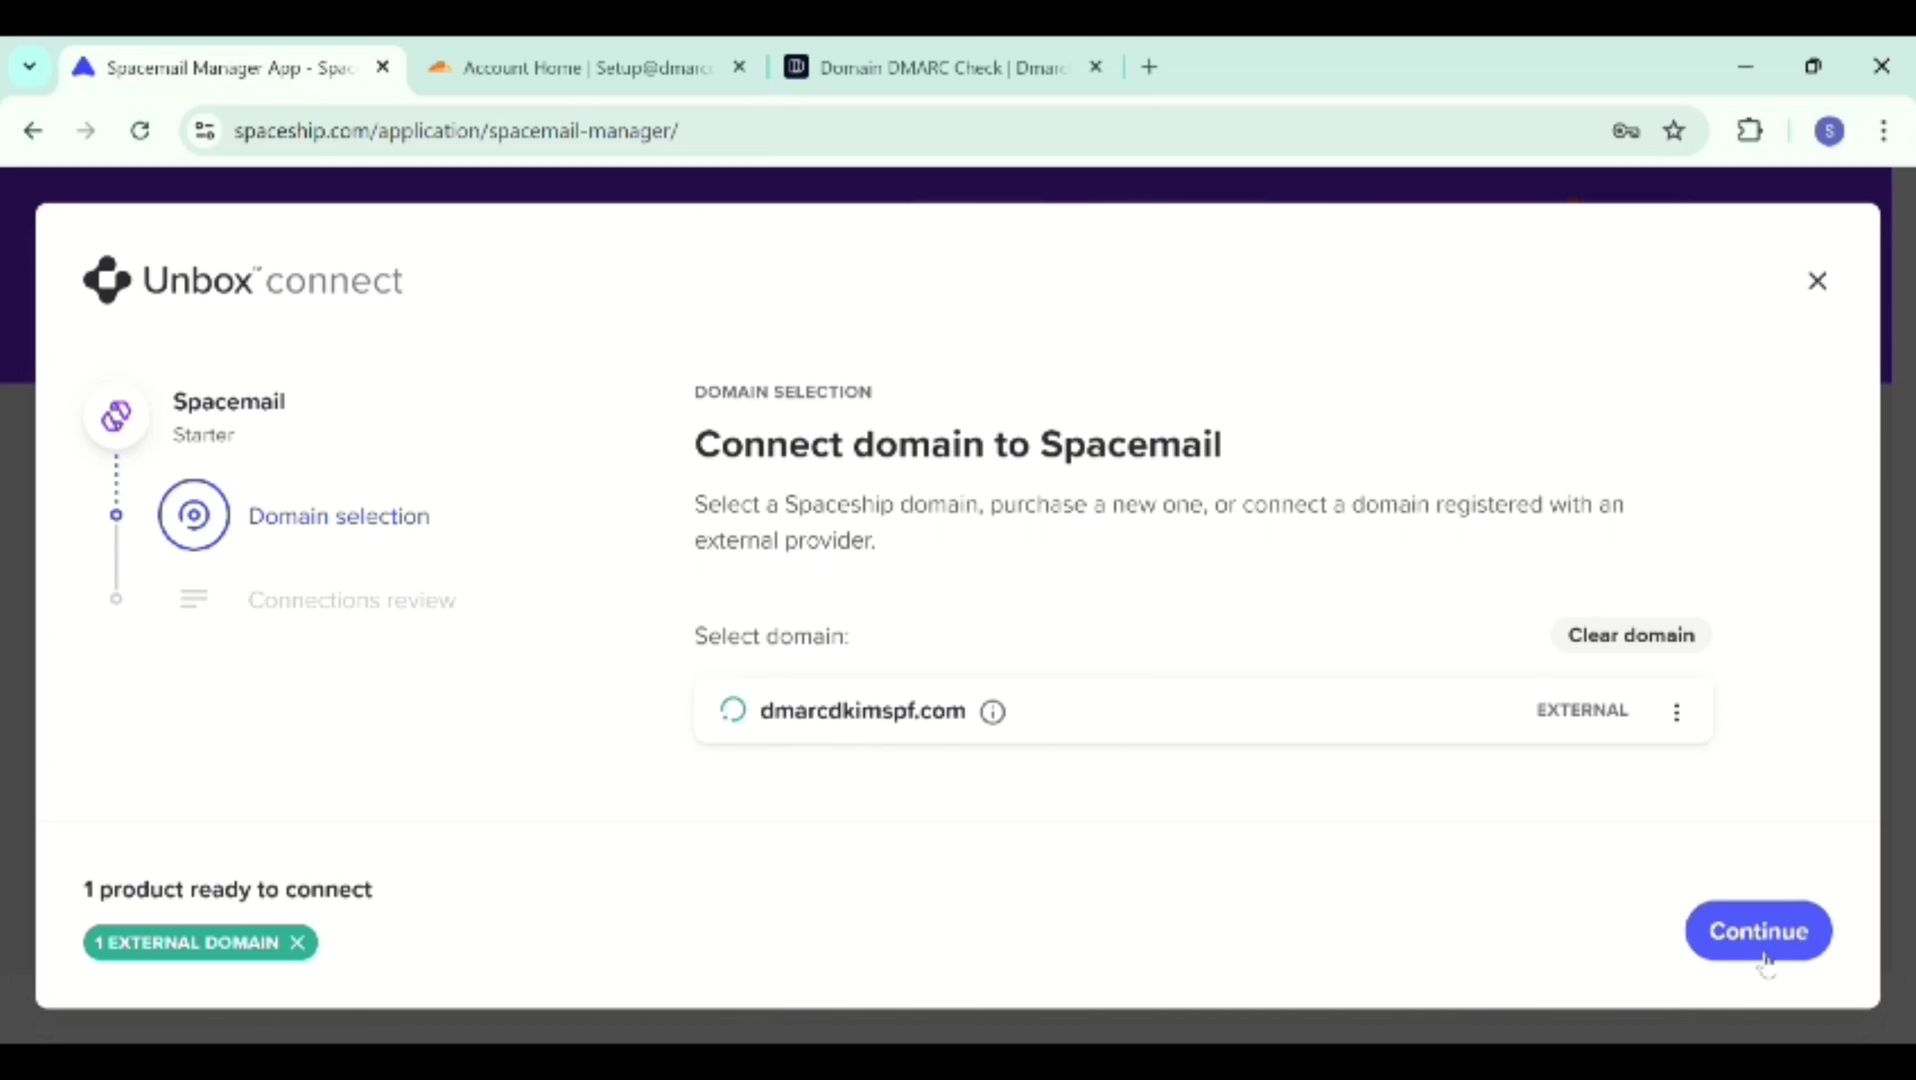 Spacemail Manager App - Spac
Account Home | Setup@dmarc
Domain DMARC Check | Dmarc
spaceship.com/application/spacemail-manager/
S
Unbox™ connect
Spacemail
Starter
Domain selection
Connections review
DOMAIN SELECTION
Connect domain to Spacemail
Select a Spaceship domain, purchase a new one, or connect a domain registered with an
external provider.
Select domain:
Clear domain
dmarcdkimspf.com
EXTERNAL
1 product ready to connect
1 EXTERNAL DOMAIN
Continue